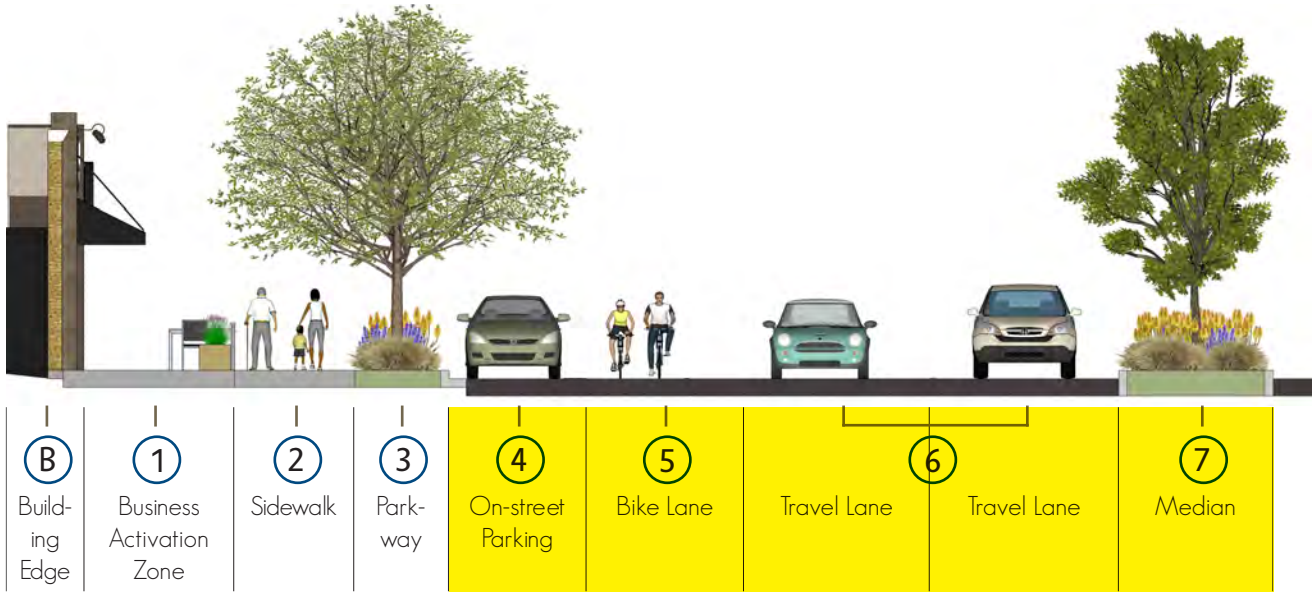 B
Build-
ing
Edge
1
Business
Activation
Zone
2
Sidewalk
3
Park-
way
4
On-street
Parking
5
Bike Lane
6
Travel Lane
Travel Lane
7
Median